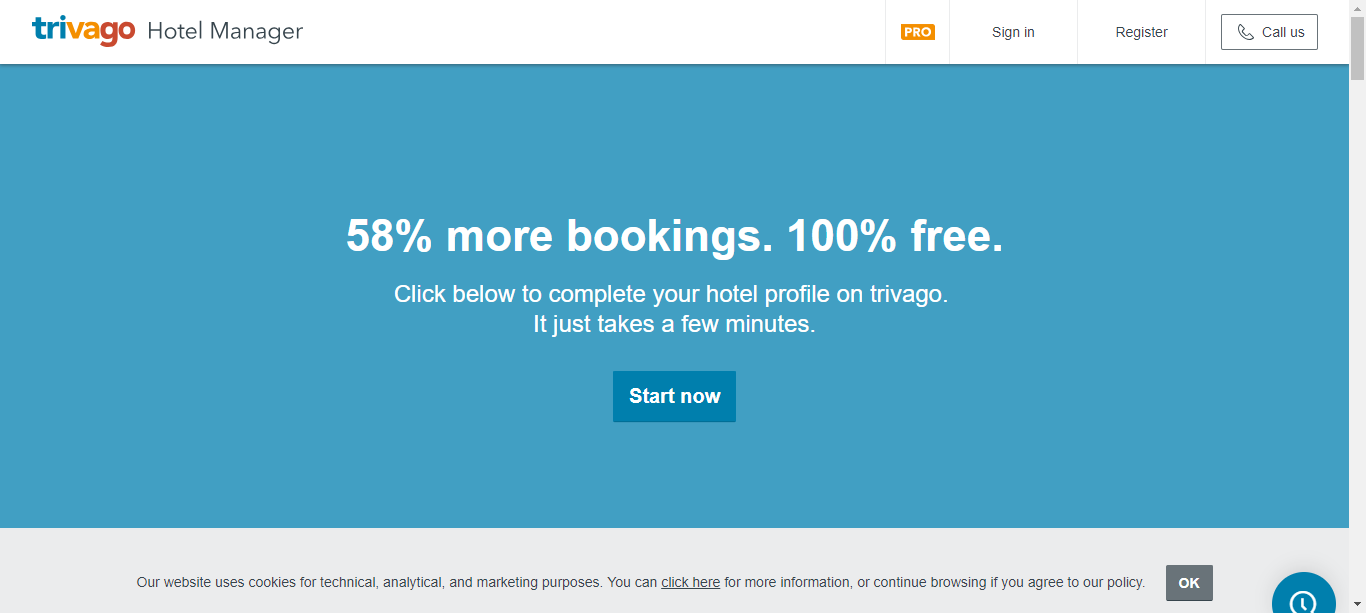 trivago Hotel Manager
PRO
Sign in
Register
Call us
58% more bookings. 100% free.
Click below to complete your hotel profile on trivago.
It just takes a few minutes.
Start now
Our website uses cookies for technical, analytical, and marketing purposes. You can click here for more information, or continue browsing if you agree to our policy.
OK